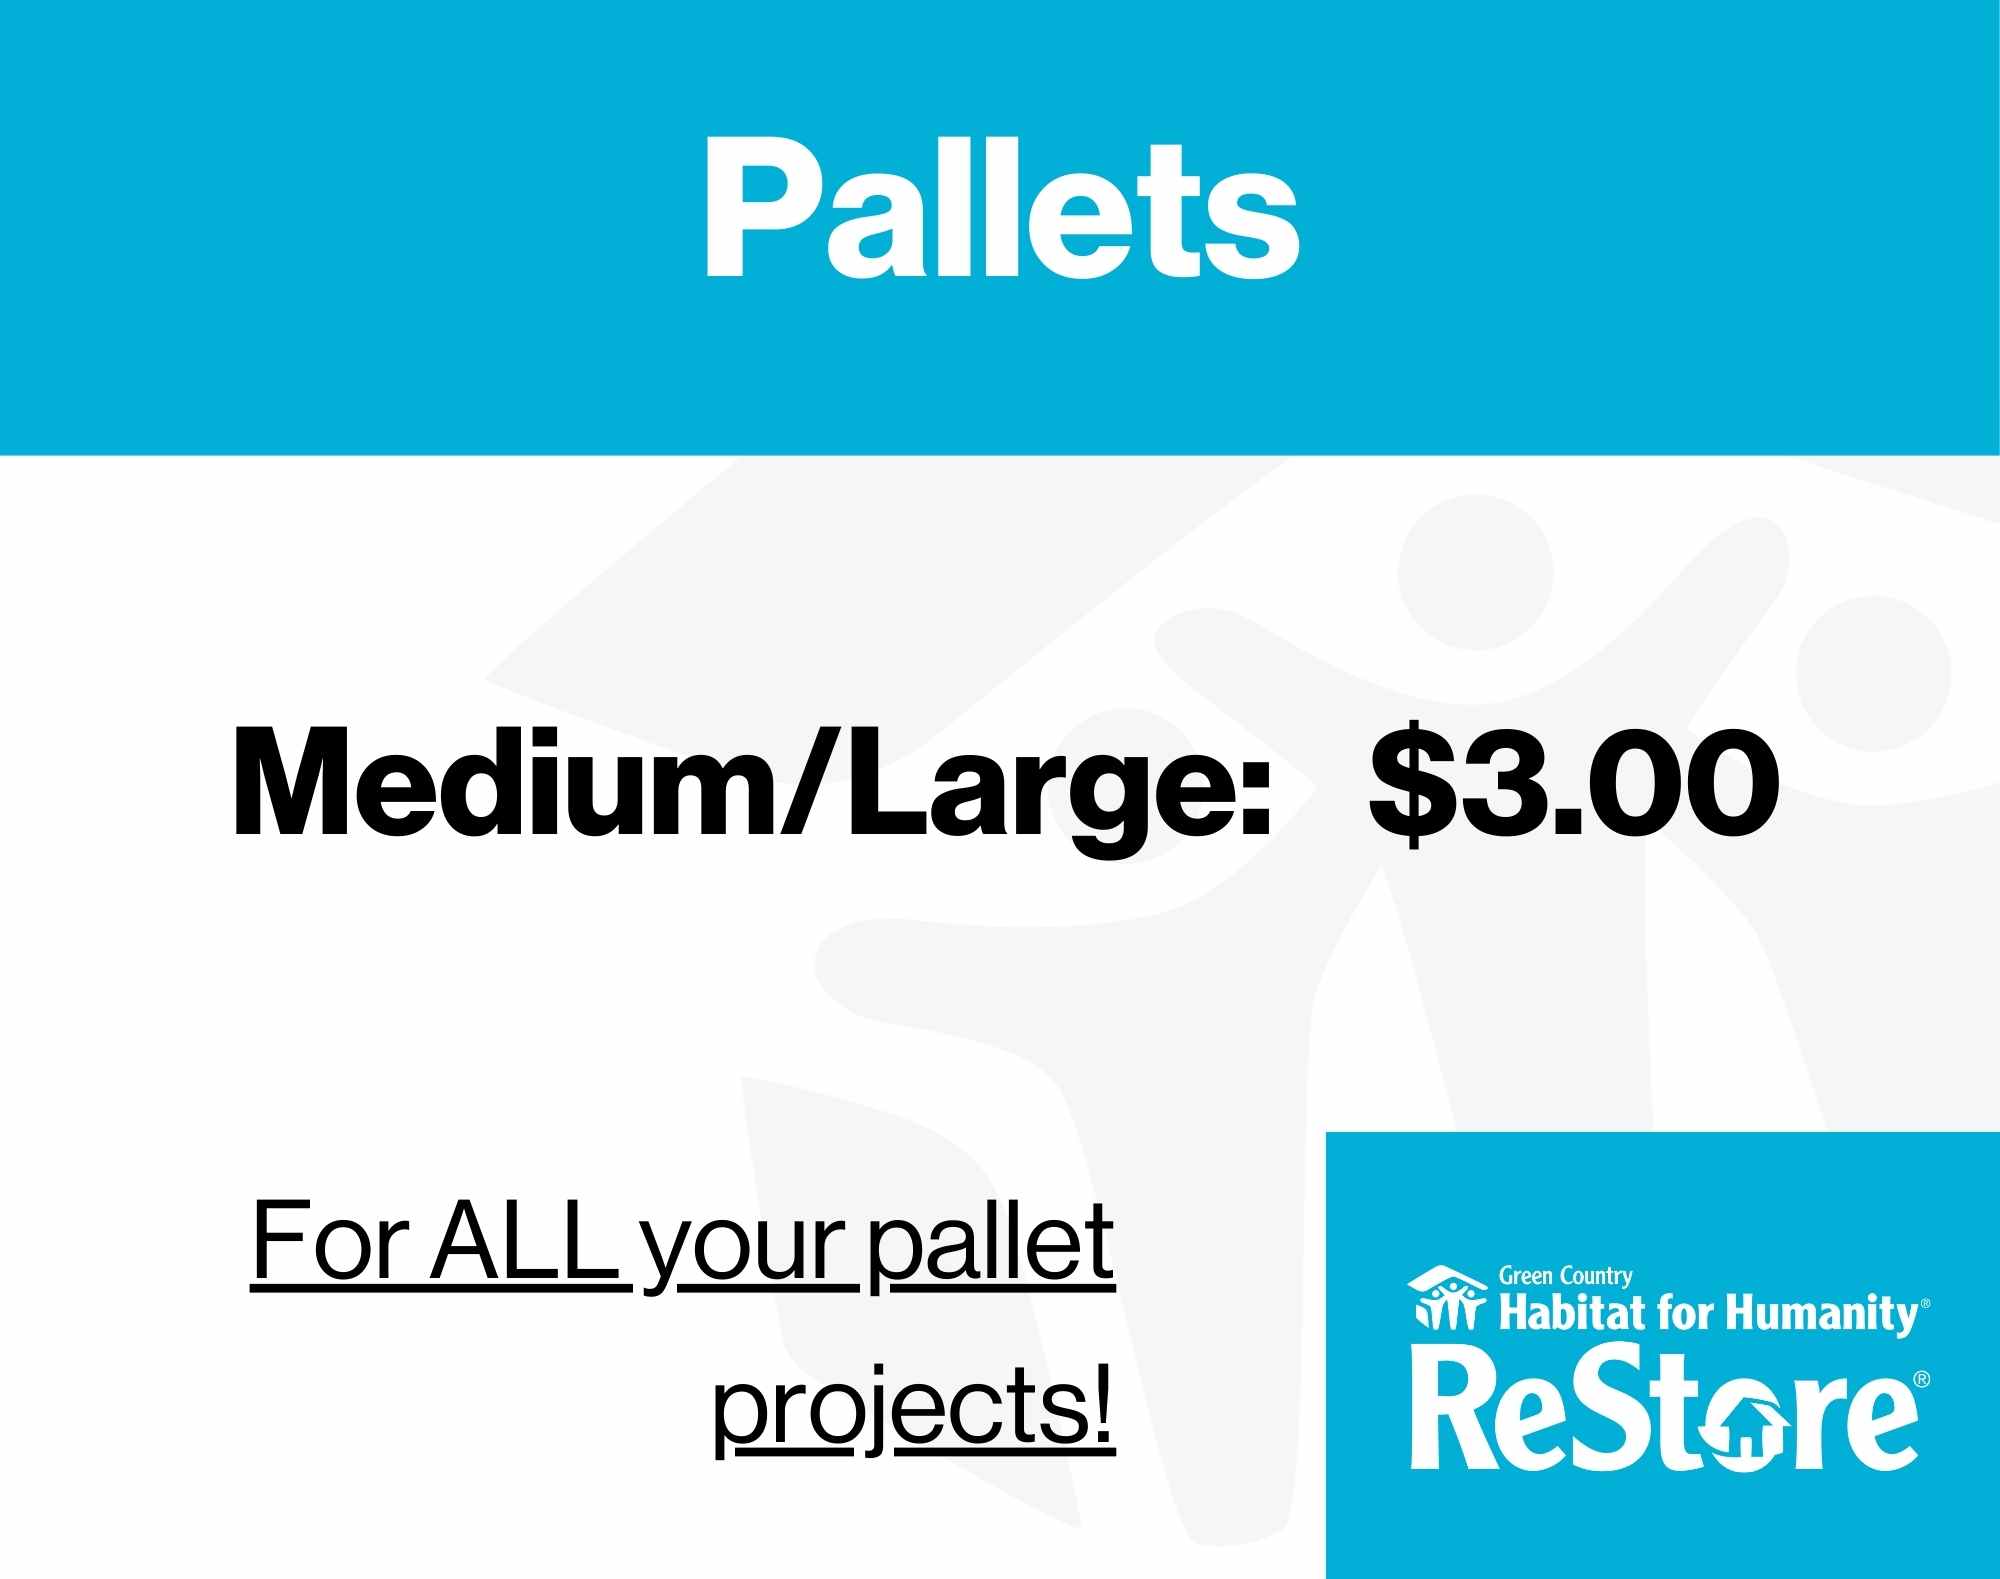 Pallets
Medium/Large: $3.00
For ALL your pallet
projects!
Green Country
Habitat for Humanity®
ReStore®